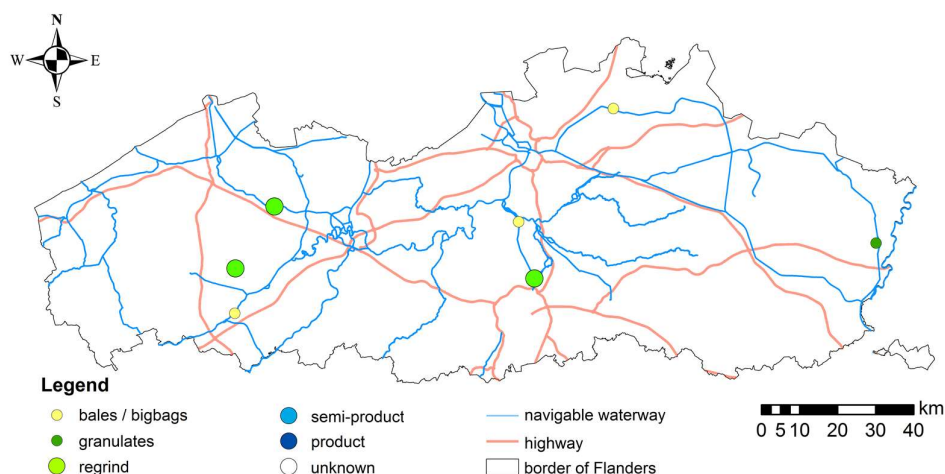 N
W E
S
Legend
bales / bigbags
granulates
regrind
semi-product
product
unknown
navigable waterway
highway
border of Flanders
km
0 5 10 20 30 40